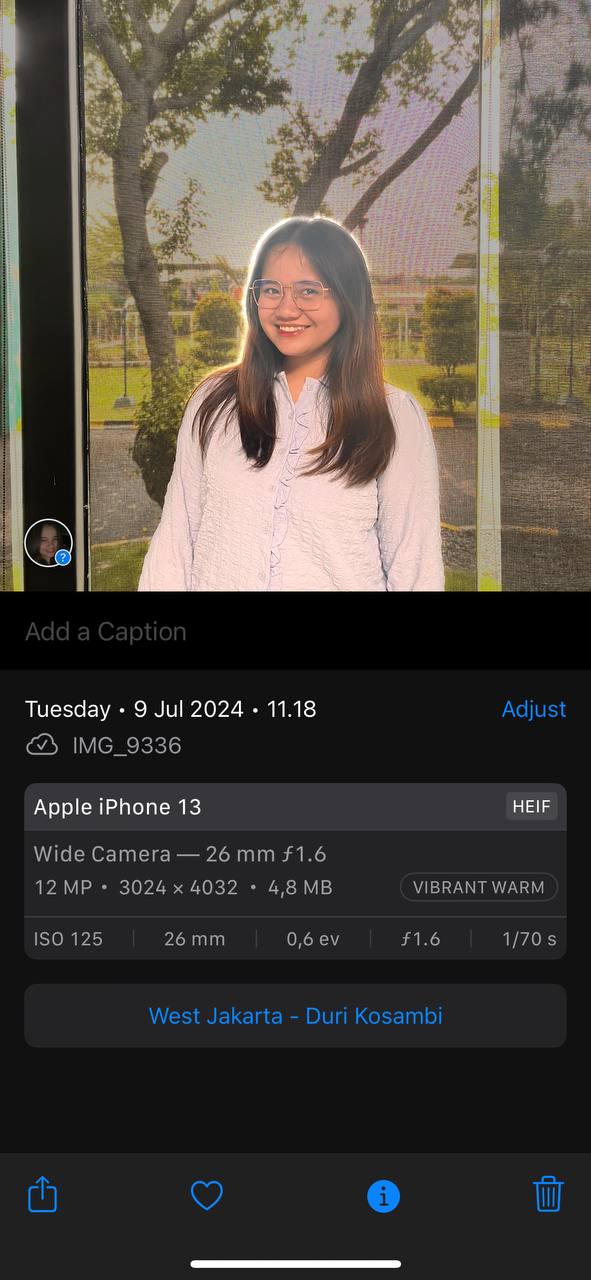 ?
Add a Caption
Tuesday • 9 Jul 2024 • 11.18 Adjust
IMG_9336
Apple iPhone 13 HEIF
Wide Camera — 26 mm ƒ1.6
12 MP • 3024 × 4032 • 4,8 MB VIBRANT WARM
ISO 125 26 mm 0,6 ev ƒ1.6 1/70 s
West Jakarta - Duri Kosambi